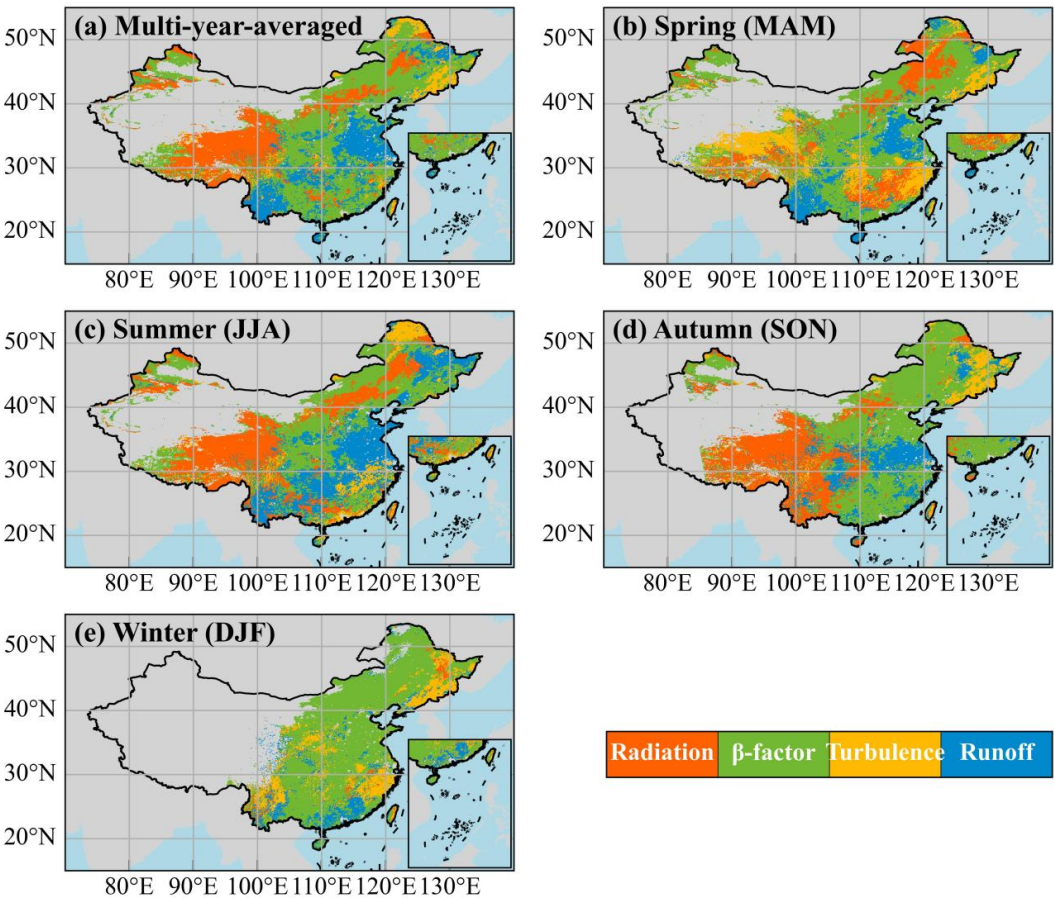 (a) Multi-year-averaged
(b) Spring (MAM)
50°N
40°N
30°N
20°N
50°N
40°N
30°N
20°N
80°E 90°E 100°E 110°E 120°E 130°E
80°E 90°E 100°E 110°E 120°E 130°E
(c) Summer (JJA)
(d) Autumn (SON)
50°N
40°N
30°N
20°N
50°N
40°N
30°N
20°N
80°E 90°E 100°E 110°E 120°E 130°E
80°E 90°E 100°E 110°E 120°E 130°E
(e) Winter (DJF)
50°N
40°N
30°N
20°N
80°E 90°E 100°E 110°E 120°E 130°E
Radiation β-factor Turbulence Runoff